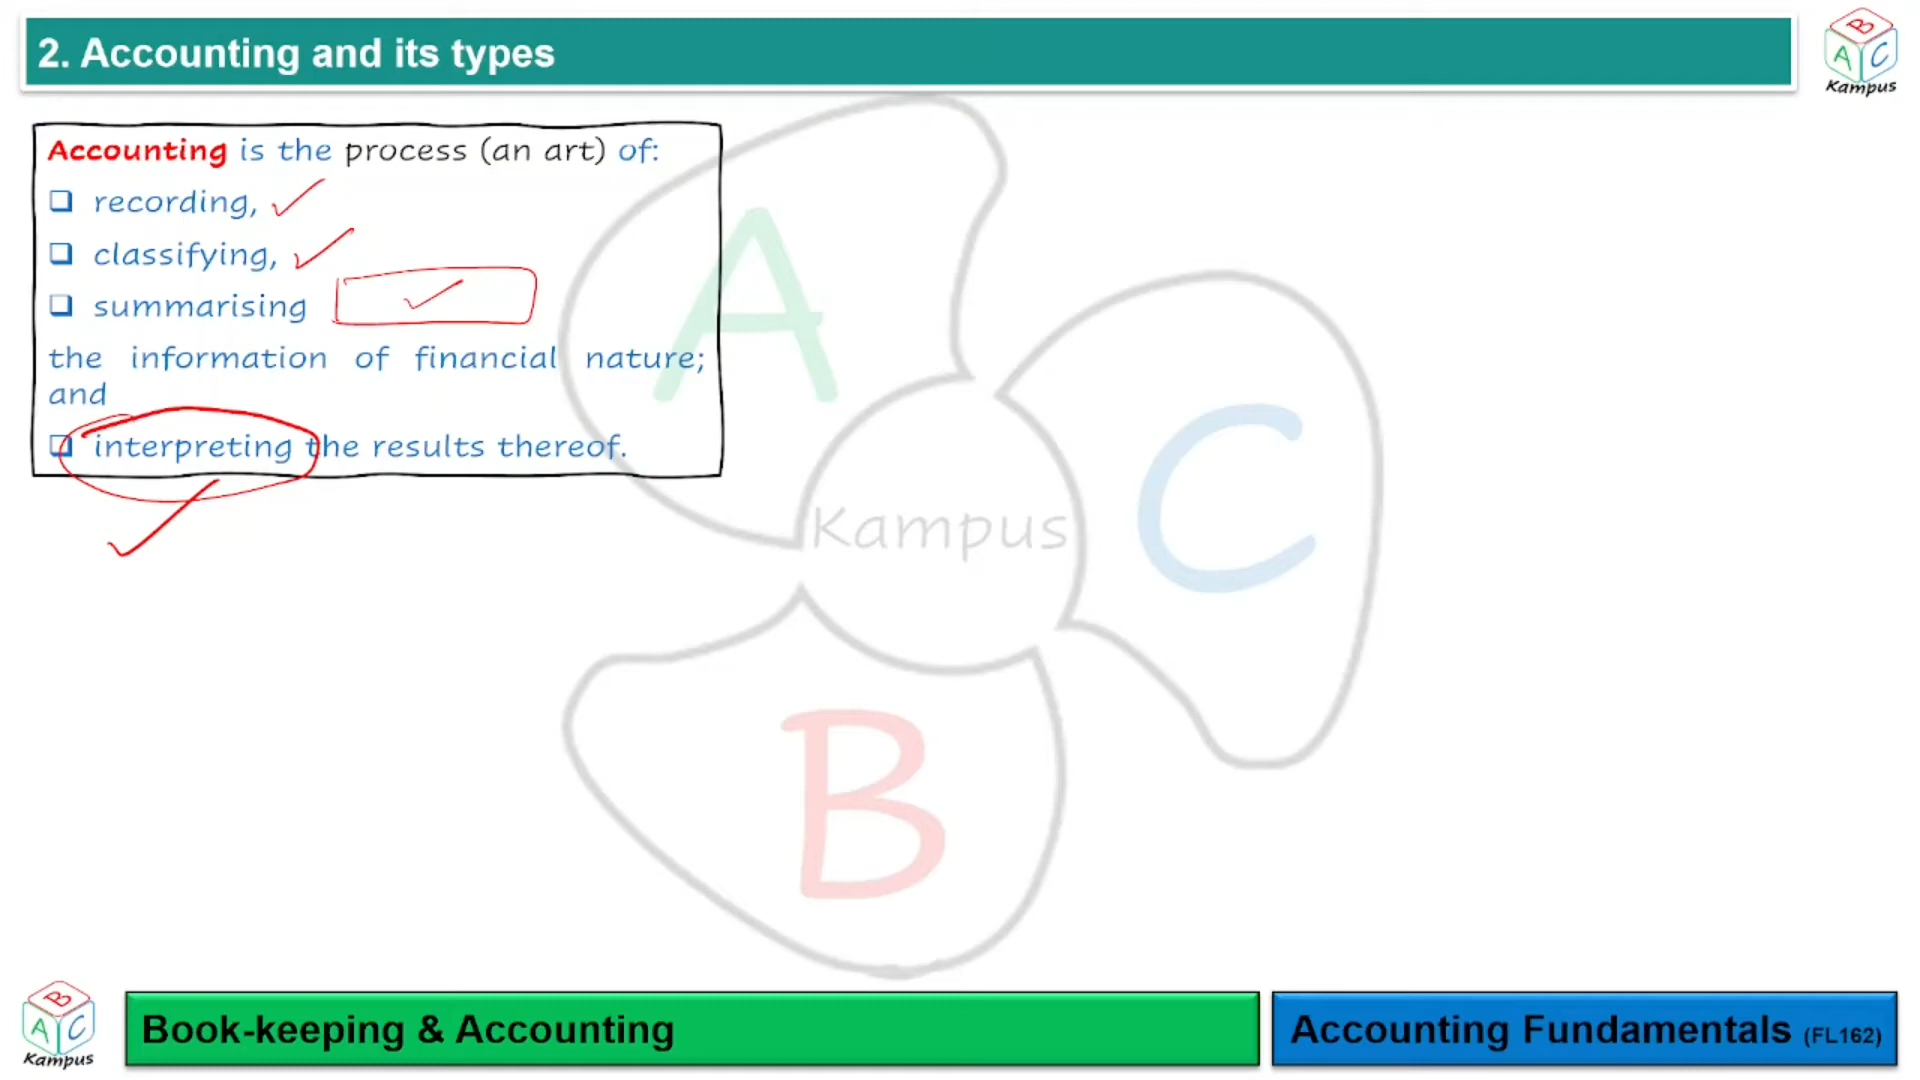 2. Accounting and its types
B
A C
Kampus
Accounting is the process (an art) of:
❑ recording,
❑ classifying,
❑ summarising
the information of financial nature;
and
❑ interpreting the results thereof.
A
C
Kampus
B
B
A C
Kampus
Book-keeping & Accounting
Accounting Fundamentals (FL162)